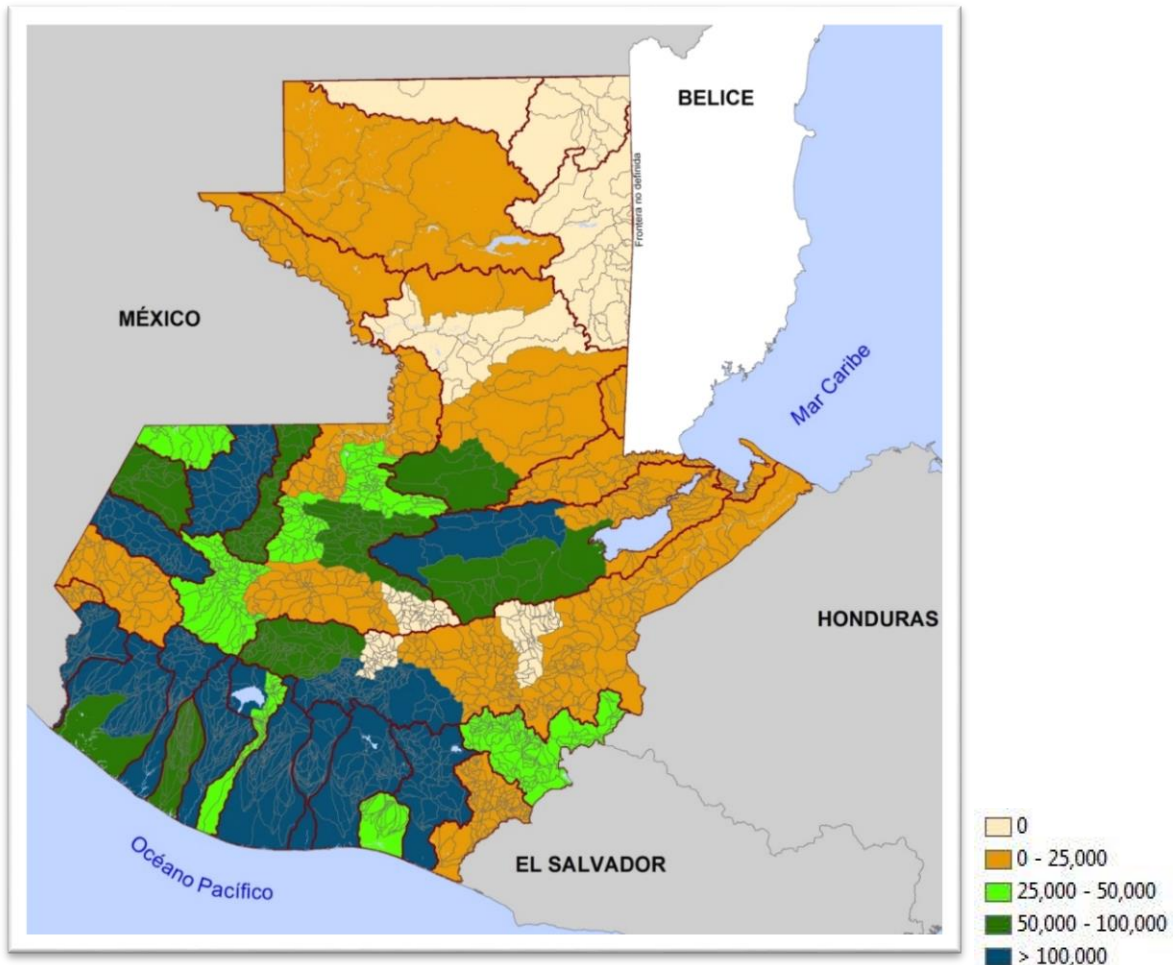 BELICE
Frontera no definida
MÉXICO
Mar Caribe
HONDURAS
EL SALVADOR
Océano Pacífico
0
0 - 25,000
25,000 - 50,000
50,000 - 100,000
> 100,000